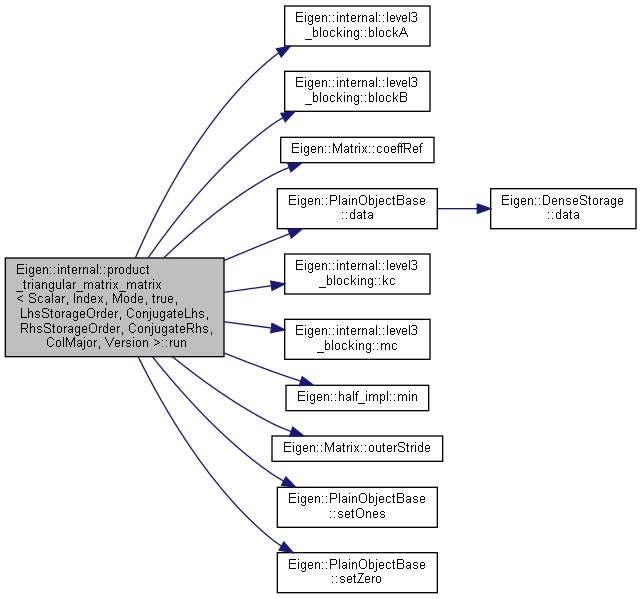 Eigen::internal::product
_triangular_matrix_matrix
< Scalar, Index, Mode, true,
LhsStorageOrder, ConjugateLhs,
RhsStorageOrder, ConjugateRhs,
ColMajor, Version >::run
Eigen::internal::level3
_blocking::blockA
Eigen::internal::level3
_blocking::blockB
Eigen::Matrix::coeffRef
Eigen::PlainObjectBase
::data
Eigen::DenseStorage
::data
Eigen::internal::level3
_blocking::kc
Eigen::internal::level3
_blocking::mc
Eigen::half_impl::min
Eigen::Matrix::outerStride
Eigen::PlainObjectBase
::setOnes
Eigen::PlainObjectBase
::setZero